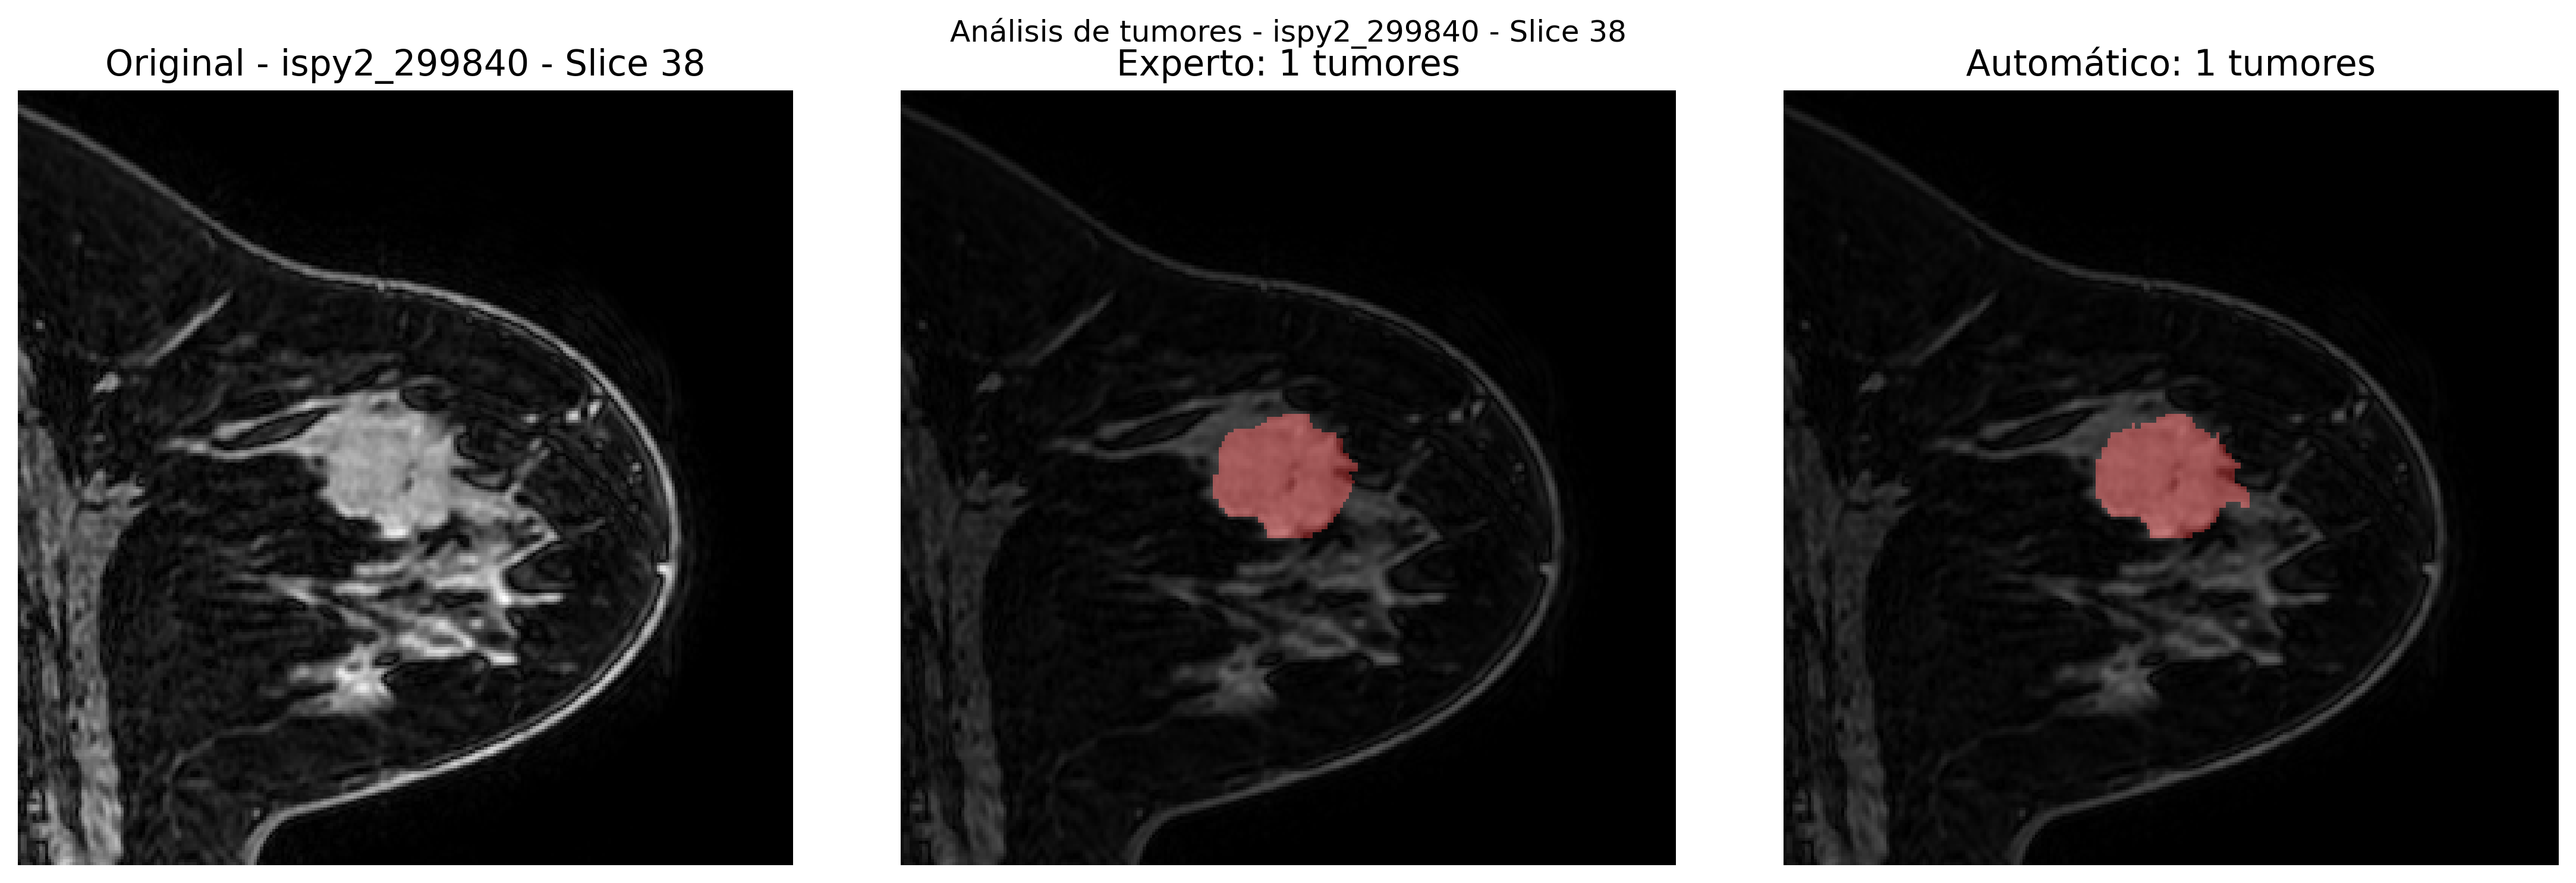 Análisis de tumores - ispy2_299840 - Slice 38
Original - ispy2_299840 - Slice 38
Experto: 1 tumores
Automático: 1 tumores